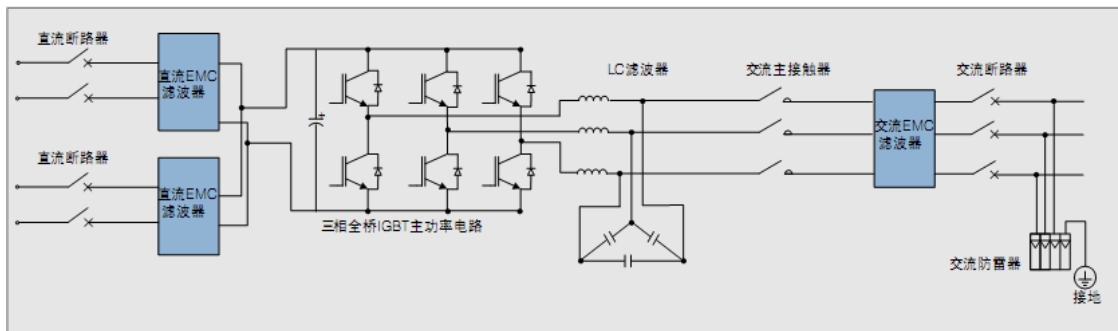 直流断路器
直流EMC
滤波器
直流断路器
直流EMC
滤波器
三相全桥IGBT主功率电路
LC滤波器
交流主接触器
交流EMC
滤波器
交流断路器
交流防雷器
接地